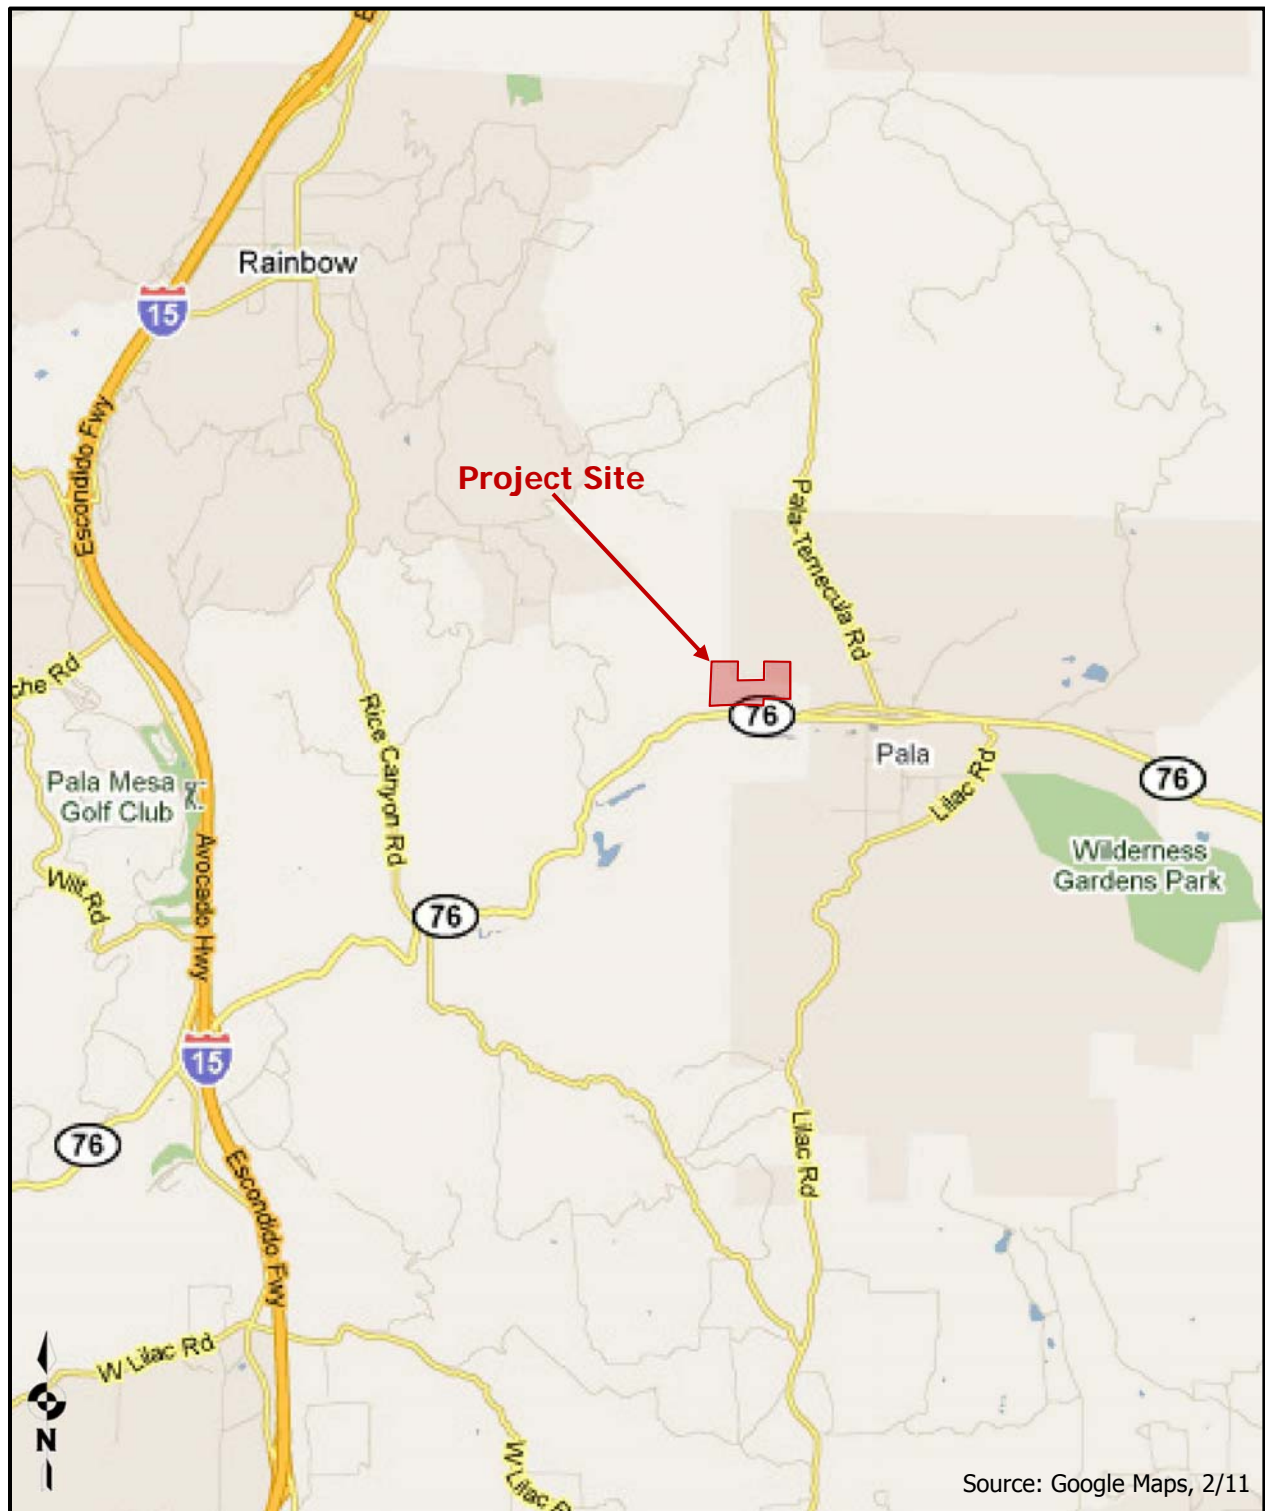 Rainbow
15
Escondido Fwy
Project Site
Pala-Temecula Rd
che Rd
Rice Canyon Rd
76
Pala
Lilac Rd
76
Pala Mesa
Golf Club
Avocado Hwy
Wilderness
Gardens Park
Wilt Rd
76
15
76
Lilac Rd
Escondido Fwy
W Lilac Rd
N
W Lilac R
Source: Google Maps, 2/11